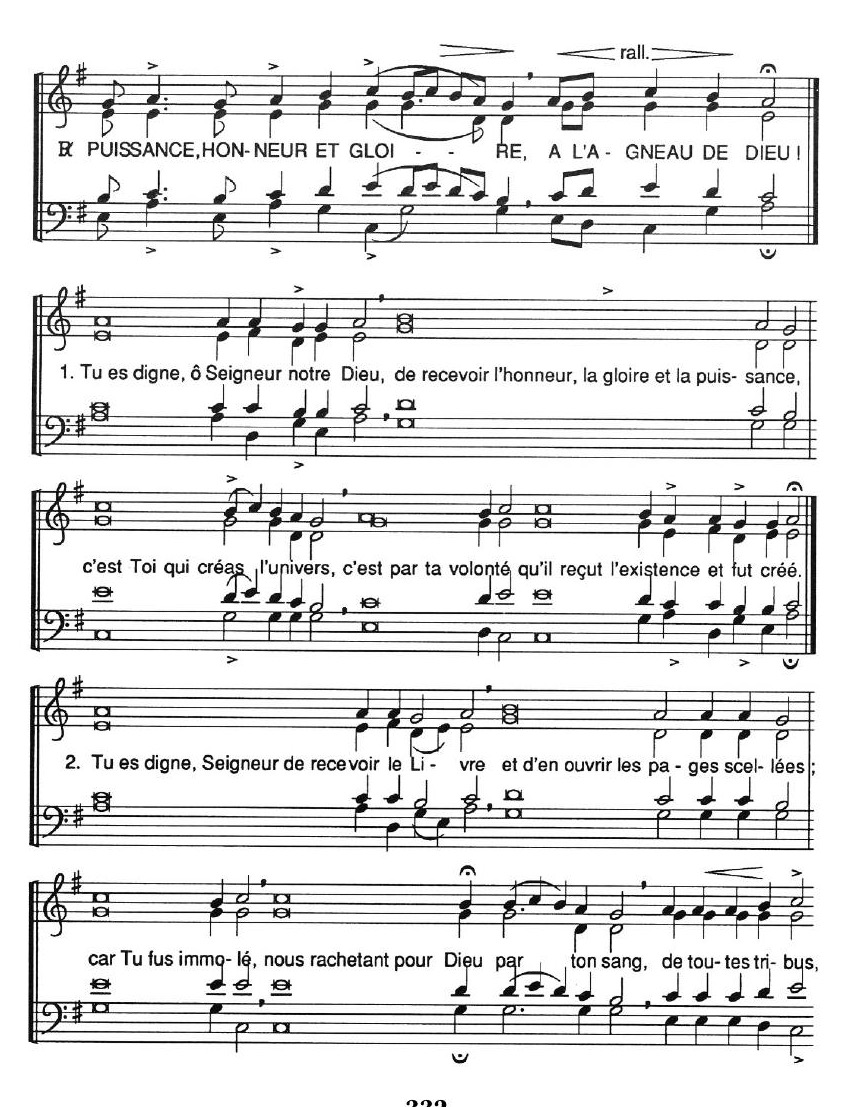 rall.
℟ PUISSANCE, HON-NEUR ET GLOI - - RE, A L'A - GNEAU DE DIEU !
1. Tu es digne, ô Seigneur notre Dieu, de recevoir l'honneur, la gloire et la puis- sance,
c'est Toi qui créas l'univers, c'est par ta volonté qu'il reçut l'existence et fut créé.
2. Tu es digne, Seigneur de recevoir le Li - vre et d'en ouvrir les pa - ges scel- lées ;
car Tu fus immo- lé, nous rachetant pour Dieu par ton sang, de tou- tes tri- bus,